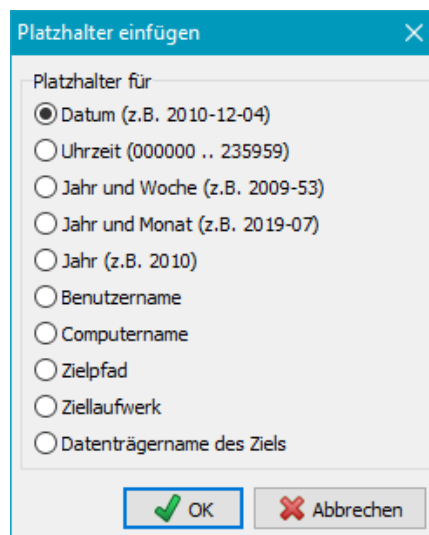 Platzhalter einfügen
Platzhalter für
Datum (z.B. 2010-12-04)
Uhrzeit (000000 .. 235959)
Jahr und Woche (z.B. 2009-53)
Jahr und Monat (z.B. 2019-07)
Jahr (z.B. 2010)
Benutzername
Computername
Zielpfad
Ziellaufwerk
Datenträgername des Ziels
OK Abbrechen